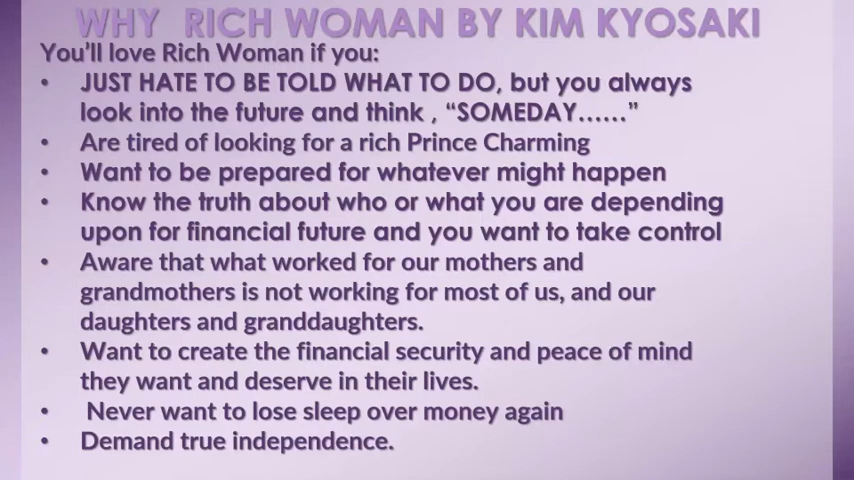 WHY RICH WOMAN BY KIM KYOSAKI
You'll love Rich Woman if you:
• JUST HATE TO BE TOLD WHAT TO DO, but you always
look into the future and think , “SOMEDAY......”
• Are tired of looking for a rich Prince Charming
• Want to be prepared for whatever might happen
• Know the truth about who or what you are depending
upon for financial future and you want to take control
• Aware that what worked for our mothers and
grandmothers is not working for most of us, and our
daughters and granddaughters.
• Want to create the financial security and peace of mind
they want and deserve in their lives.
• Never want to lose sleep over money again
• Demand true independence.